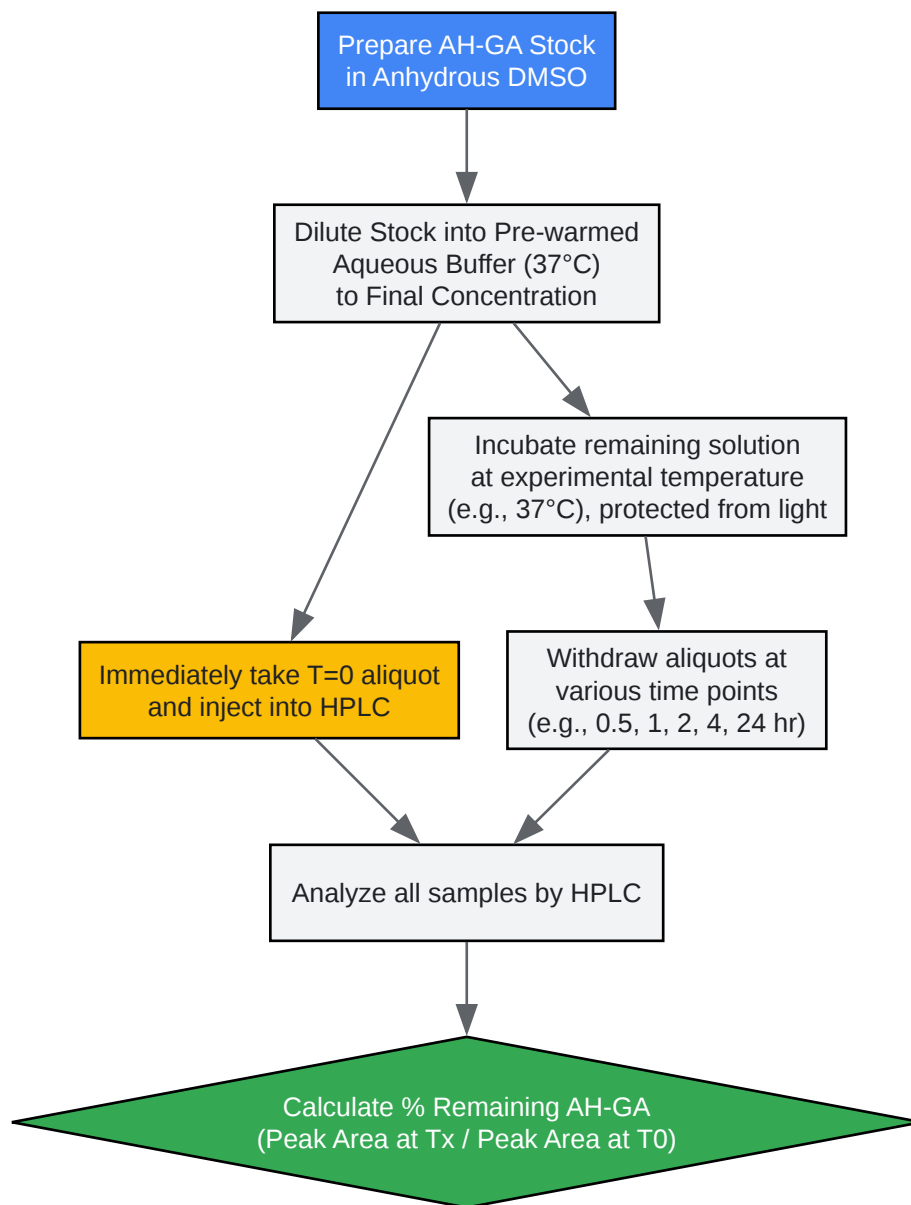 Prepare AH-GA Stock
in Anhydrous DMSO
Dilute Stock into Pre-warmed
Aqueous Buffer (37°C)
to Final Concentration
Incubate remaining solution
at experimental temperature
(e.g., 37°C), protected from light
Immediately take T=0 aliquot
and inject into HPLC
Withdraw aliquots at
various time points
(e.g., 0.5, 1, 2, 4, 24 hr)
Analyze all samples by HPLC
Calculate % Remaining AH-GA
(Peak Area at Tx / Peak Area at T0)